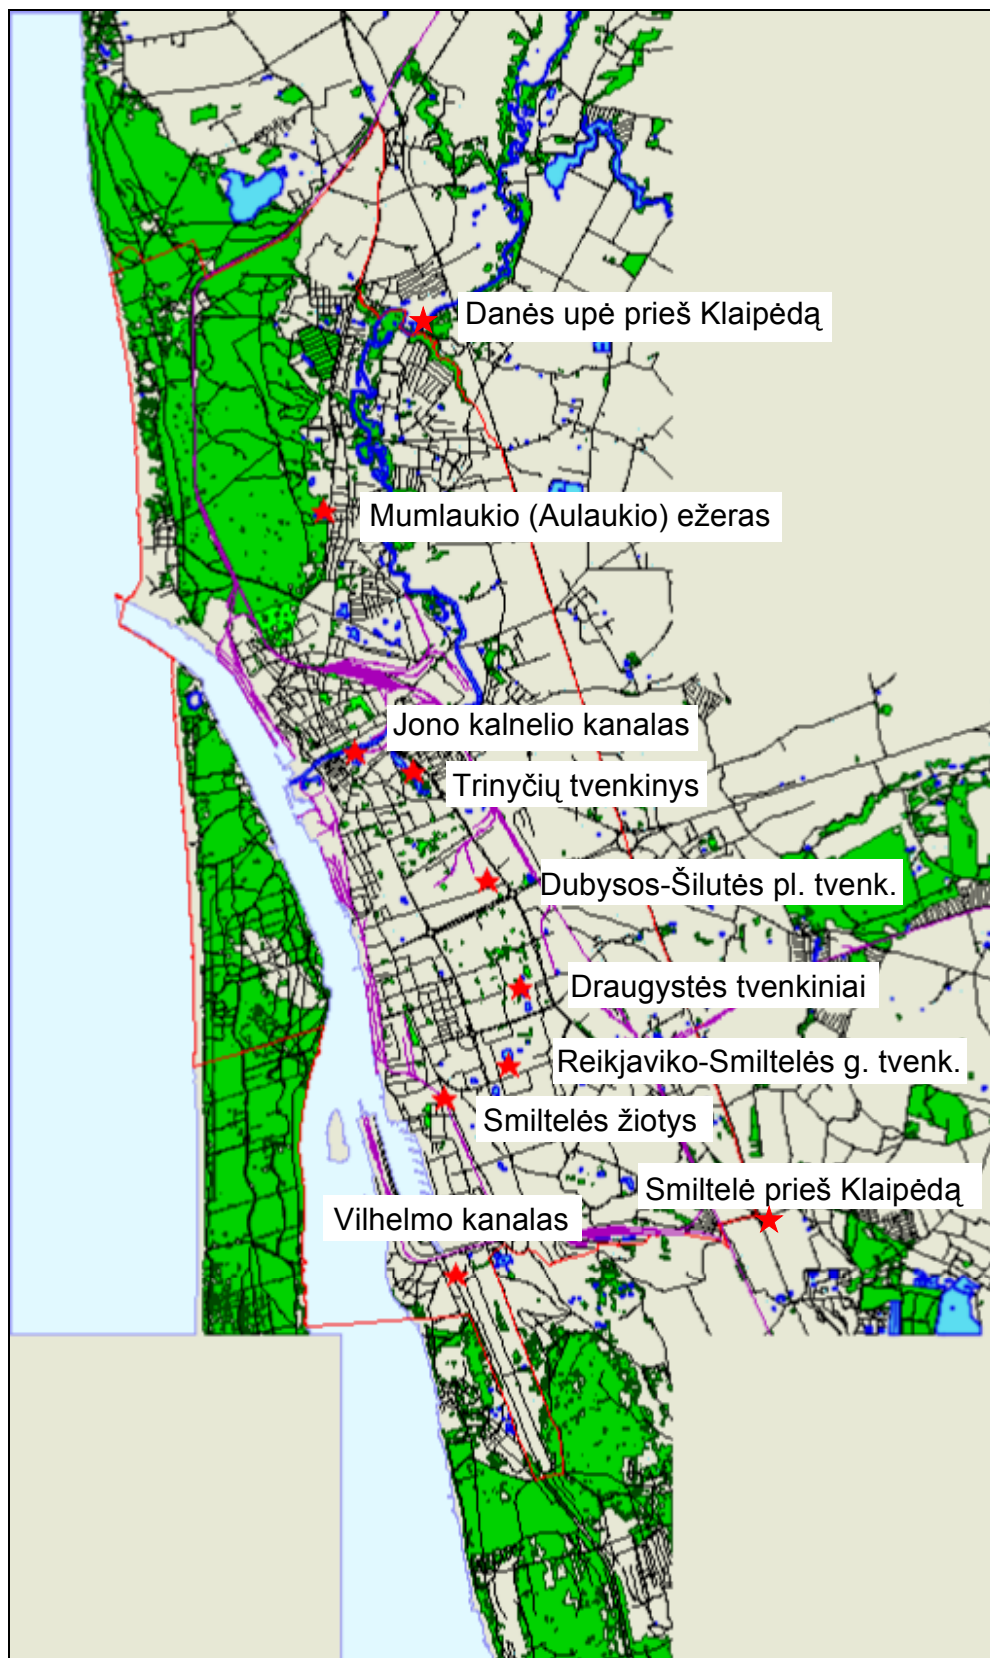 Danės upė prieš Klaipėdą
Mumlaukio (Aulaukio) ežeras
Jono kalnelio kanalas
Trinyčių tvenkinys
Dubysos-Šilutės pl. tvenk.
Draugystės tvenkiniai
Reikjaviko-Smiltelės g. tvenk.
Smiltelės žiotys
Smiltelė prieš Klaipėdą
Vilhelmo kanalas